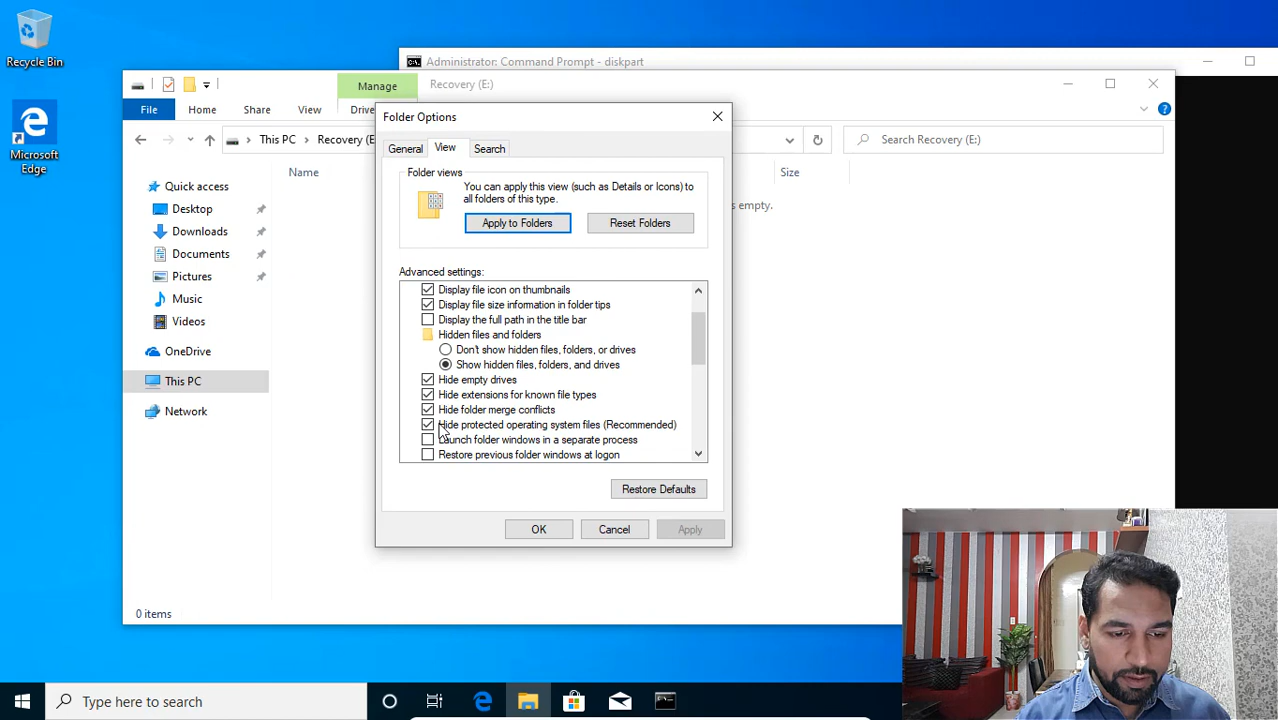 Recycle Bin
Microsoft
Edge
Administrator: Command Prompt - diskpart
Manage
Recovery (E:)
File
Home
Share
View
Drive
This PC
Recovery (E
Search Recovery (E:)
Quick access
Desktop
Downloads
Documents
Pictures
Music
Videos
OneDrive
This PC
Network
Name
Size
empty.
0 items
Folder Options
General
View
Search
Folder views
You can apply this view (such as Details or Icons) to
all folders of this type.
Apply to Folders
Reset Folders
Advanced settings:
Display file icon on thumbnails
Display file size information in folder tips
Display the full path in the title bar
Hidden files and folders
Don't show hidden files, folders, or drives
Show hidden files, folders, and drives
Hide empty drives
Hide extensions for known file types
Hide folder merge conflicts
Hide protected operating system files (Recommended)
Launch folder windows in a separate process
Restore previous folder windows at logon
Restore Defaults
OK
Cancel
Apply
Type here to search